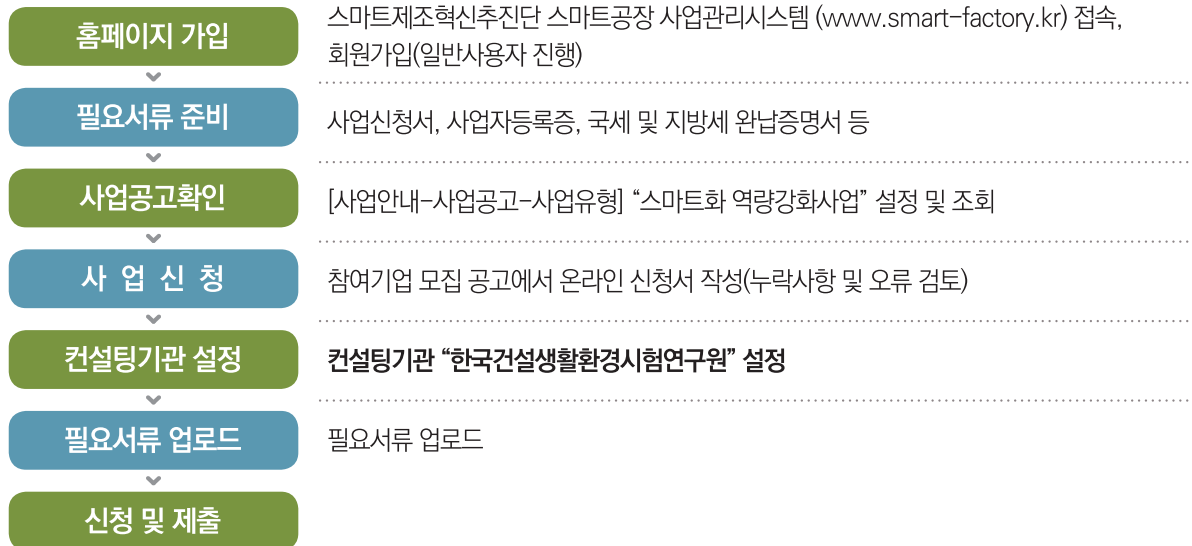 홈페이지 가입
스마트제조혁신추진단 스마트공장 사업관리시스템 (www.smart-factory.kr) 접속,
회원가입(일반사용자 진행)
필요서류 준비
사업신청서, 사업자등록증, 국세 및 지방세 완납증명서 등
사업공고확인
[사업안내-사업공고-사업유형] “스마트화 역량강화사업” 설정 및 조회
사 업 신 청
참여기업 모집 공고에서 온라인 신청서 작성(누락사항 및 오류 검토)
컨설팅기관 설정
컨설팅기관 “한국건설생활환경시험연구원” 설정
필요서류 업로드
필요서류 업로드
신청 및 제출